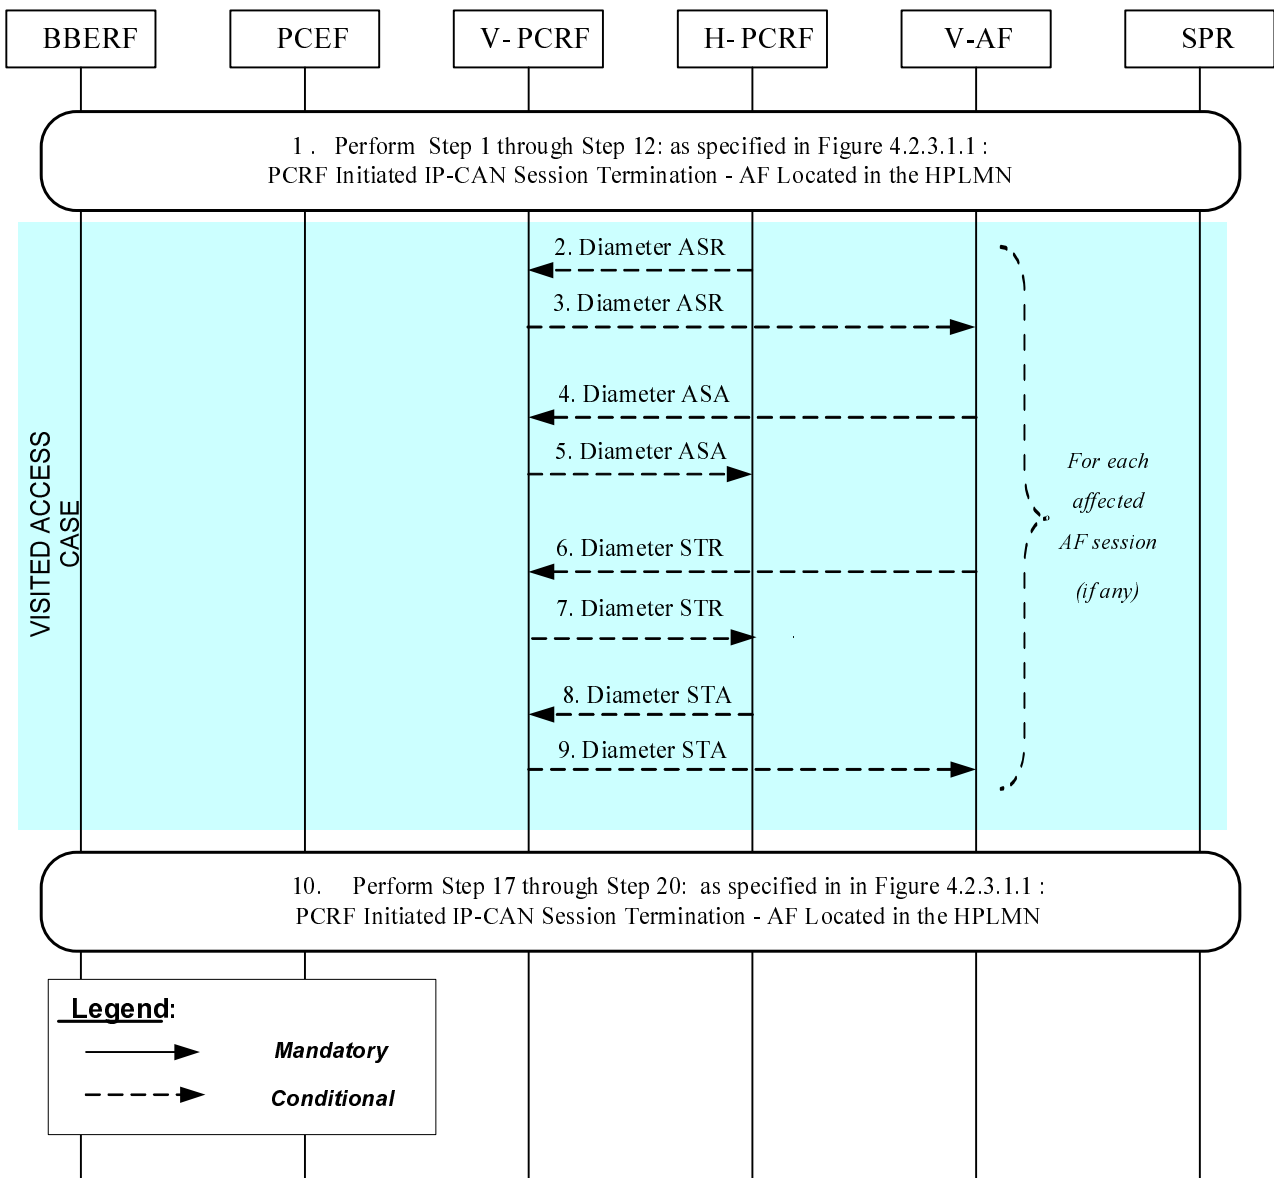 BBERF
PCEF
V-PCRF
H-PCRF
V-AF
SPR
1. Perform Step 1 through Step 12: as specified in Figure 4.2.3.1.1 :
PCRF Initiated IP-CAN Session Termination - AF Located in the HPLMN
VISITED ACCESS
CASE
2. Diameter ASR
3. Diameter ASR
4. Diameter ASA
5. Diameter ASA
6. Diameter STR
7. Diameter STR
8. Diameter STA
9. Diameter STA
For each
affected
AF session
(if any)
10. Perform Step 17 through Step 20: as specified in in Figure 4.2.3.1.1 :
PCRF Initiated IP-CAN Session Termination - AF Located in the HPLMN
Legend:
Mandatory
Conditional